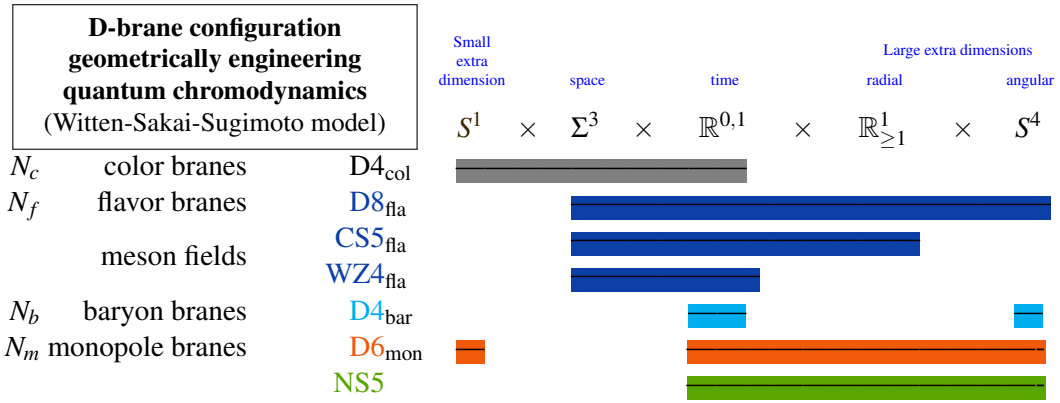 D-brane configuration
geometrically engineering
quantum chromodynamics
(Witten-Sakai-Sugimoto model)
Small
extra
dimension
space
time
Large extra dimensions
radial
angular
S¹ × Σ³ × ℝ⁰,¹ × ℝ¹≥1 × S⁴
N_c color branes D4_col
N_f flavor branes D8_fla
meson fields
CS5_fla
WZ4_fla
N_b baryon branes D4_bar
N_m monopole branes D6_mon
NS5